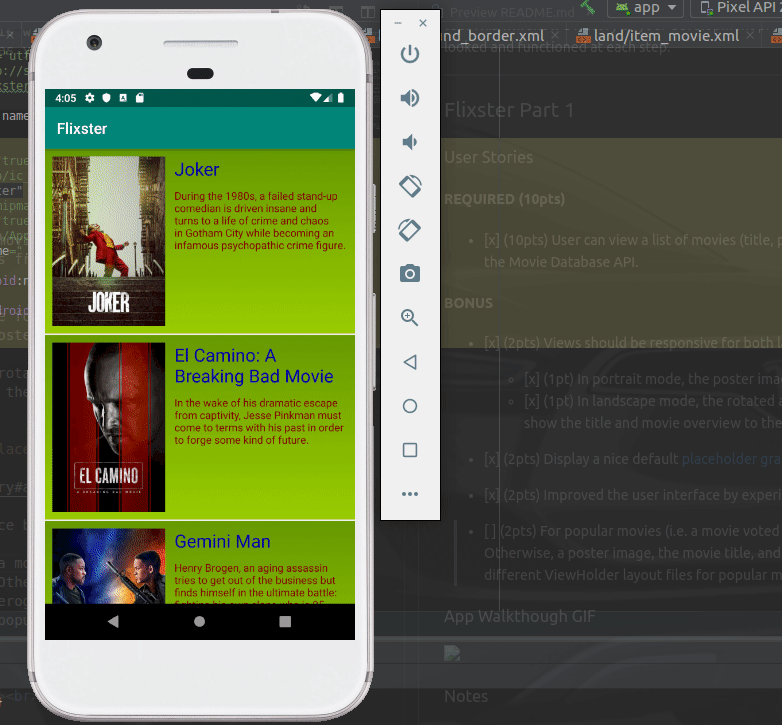 Preview README.md
app
Pixel API 2
nd_border.xml
land/item_movie.xml
4:05
Flixster
Joker
During the 1980s, a failed stand-up
comedian is driven insane and
turns to a life of crime and chaos
in Gotham City while becoming an
infamous psychopathic crime figure.
JOKER
El Camino: A
Breaking Bad Movie
In the wake of his dramatic escape
from captivity, Jesse Pinkman must
come to terms with his past in order
to forge some kind of future.
EL CAMINO
A BREAKING BAD MOVIE
Gemini Man
Henry Brogen, an aging assassin
tries to get out of the business but
finds himself in the ultimate battle:
looked and functioned at each step.
Flixster Part 1
User Stories
REQUIRED (10pts)
[x] (10pts) User can view a list of movies (title, p
the Movie Database API.
BONUS
[x] (2pts) Views should be responsive for both l
[x] (1pt) In portrait mode, the poster imag
[x] (1pt) In landscape mode, the rotated a
show the title and movie overview to the
[x] (2pts) Display a nice default placeholder gra
[x] (2pts) Improved the user interface by experi
[ ] (2pts) For popular movies (i.e. a movie voted
Otherwise, a poster image, the movie title, and
different ViewHolder layout files for popular m
App Walkthough GIF
Notes